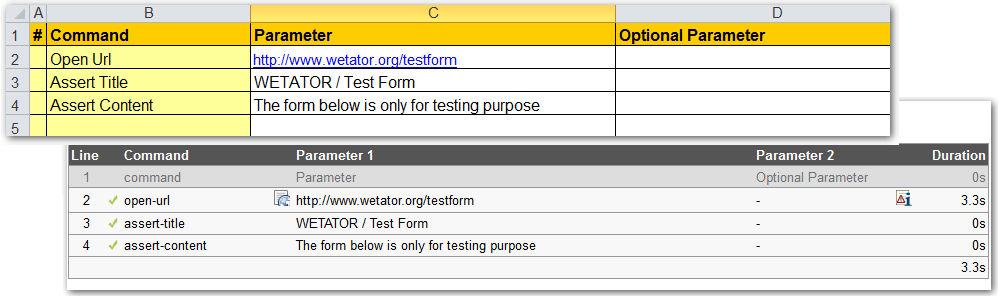 A B C D
1 # Command Parameter Optional Parameter
2 Open Url http://www.wetator.org/testform
3 Assert Title WETATOR / Test Form
4 Assert Content The form below is only for testing purpose
5
Line Command Parameter 1 Parameter 2 Duration
1 command Parameter Optional Parameter 0s
2 open-url http://www.wetator.org/testform - 3.3s
3 assert-title WETATOR / Test Form - 0s
4 assert-content The form below is only for testing purpose - 0s
3.3s